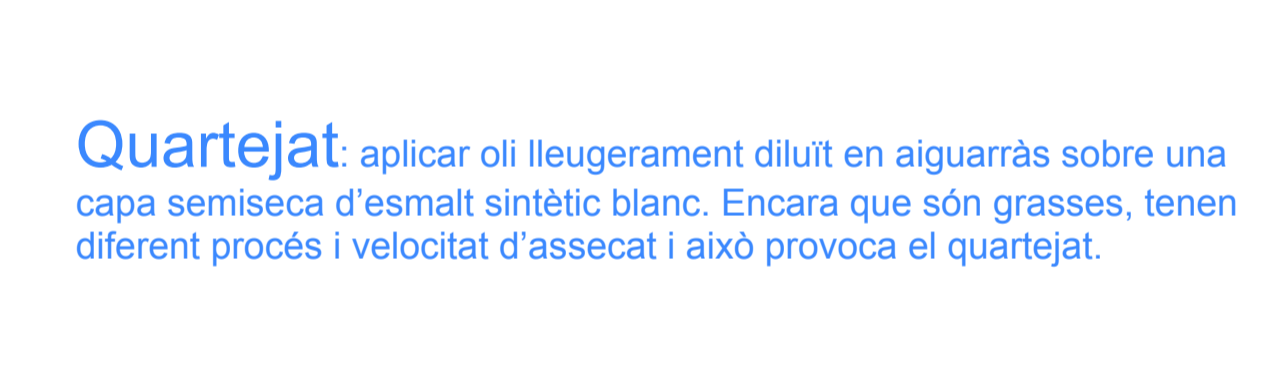 Quartejat: aplicar oli lleugerament diluït en aiguarràs sobre una
capa semiseca d’esmalt sintètic blanc. Encara que són grasses, tenen
diferent procés i velocitat d’assecat i això provoca el quartejat.